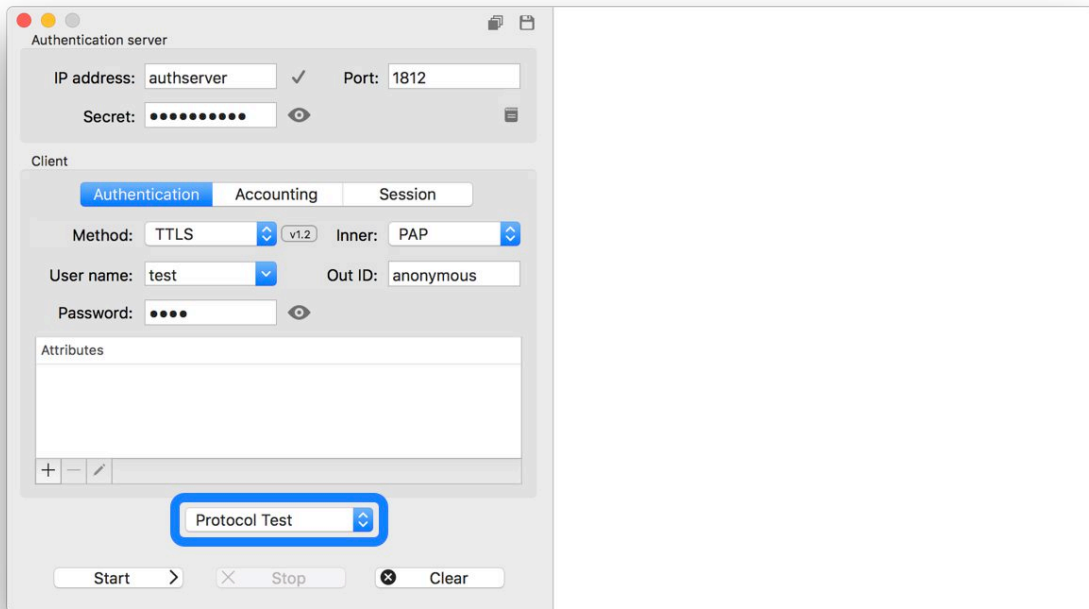 Authentication server
IP address: authserver Port: 1812
Secret: ••••••••••
Client
Authentication Accounting Session
Method: TTLS v1.2 Inner: PAP
User name: test Out ID: anonymous
Password: ••••
Attributes
Protocol Test
Start Stop Clear